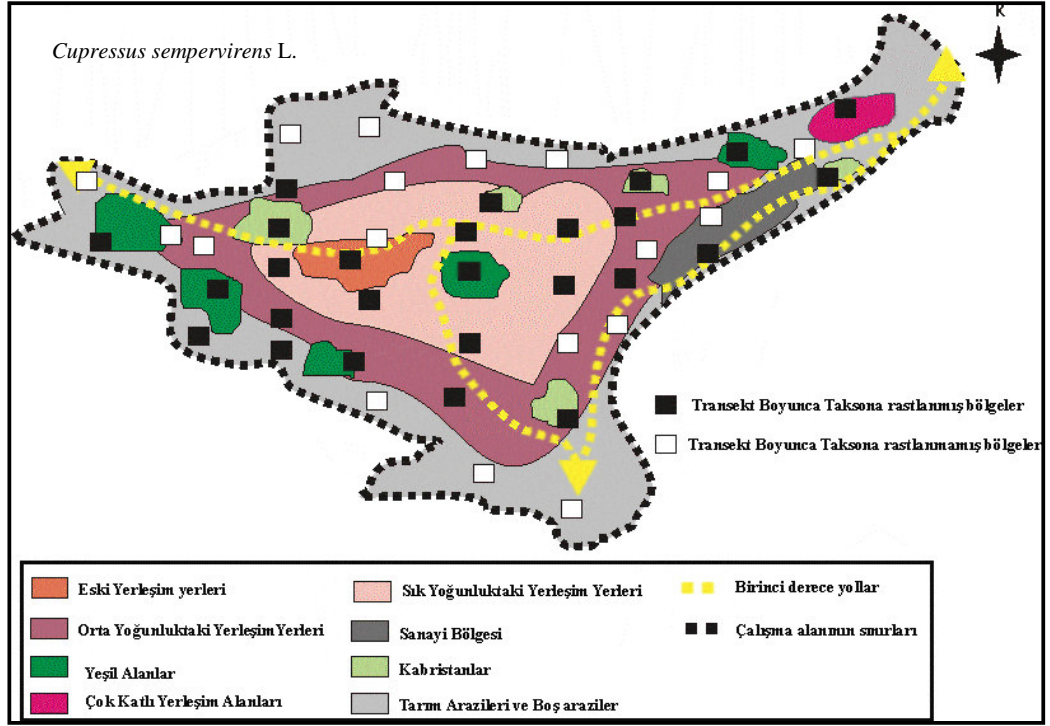 K
Cupressus sempervirens L.
Transekt Boyunca Taksona rastlanmış bölgeler
Transekt Boyunca Taksona rastlanmamış bölgeler
Eski Yerleşim yerleri
Orta Yoğunluktaki Yerleşim Yerleri
Yeşil Alanlar
Çok Katlı Yerleşim Alanları
Sık Yoğunluktaki Yerleşim Yerleri
Sanayi Bölgesi
Kabristanlar
Tarım Arazileri ve Boş araziler
Birinci derece yollar
Çalışma alanının sınırları